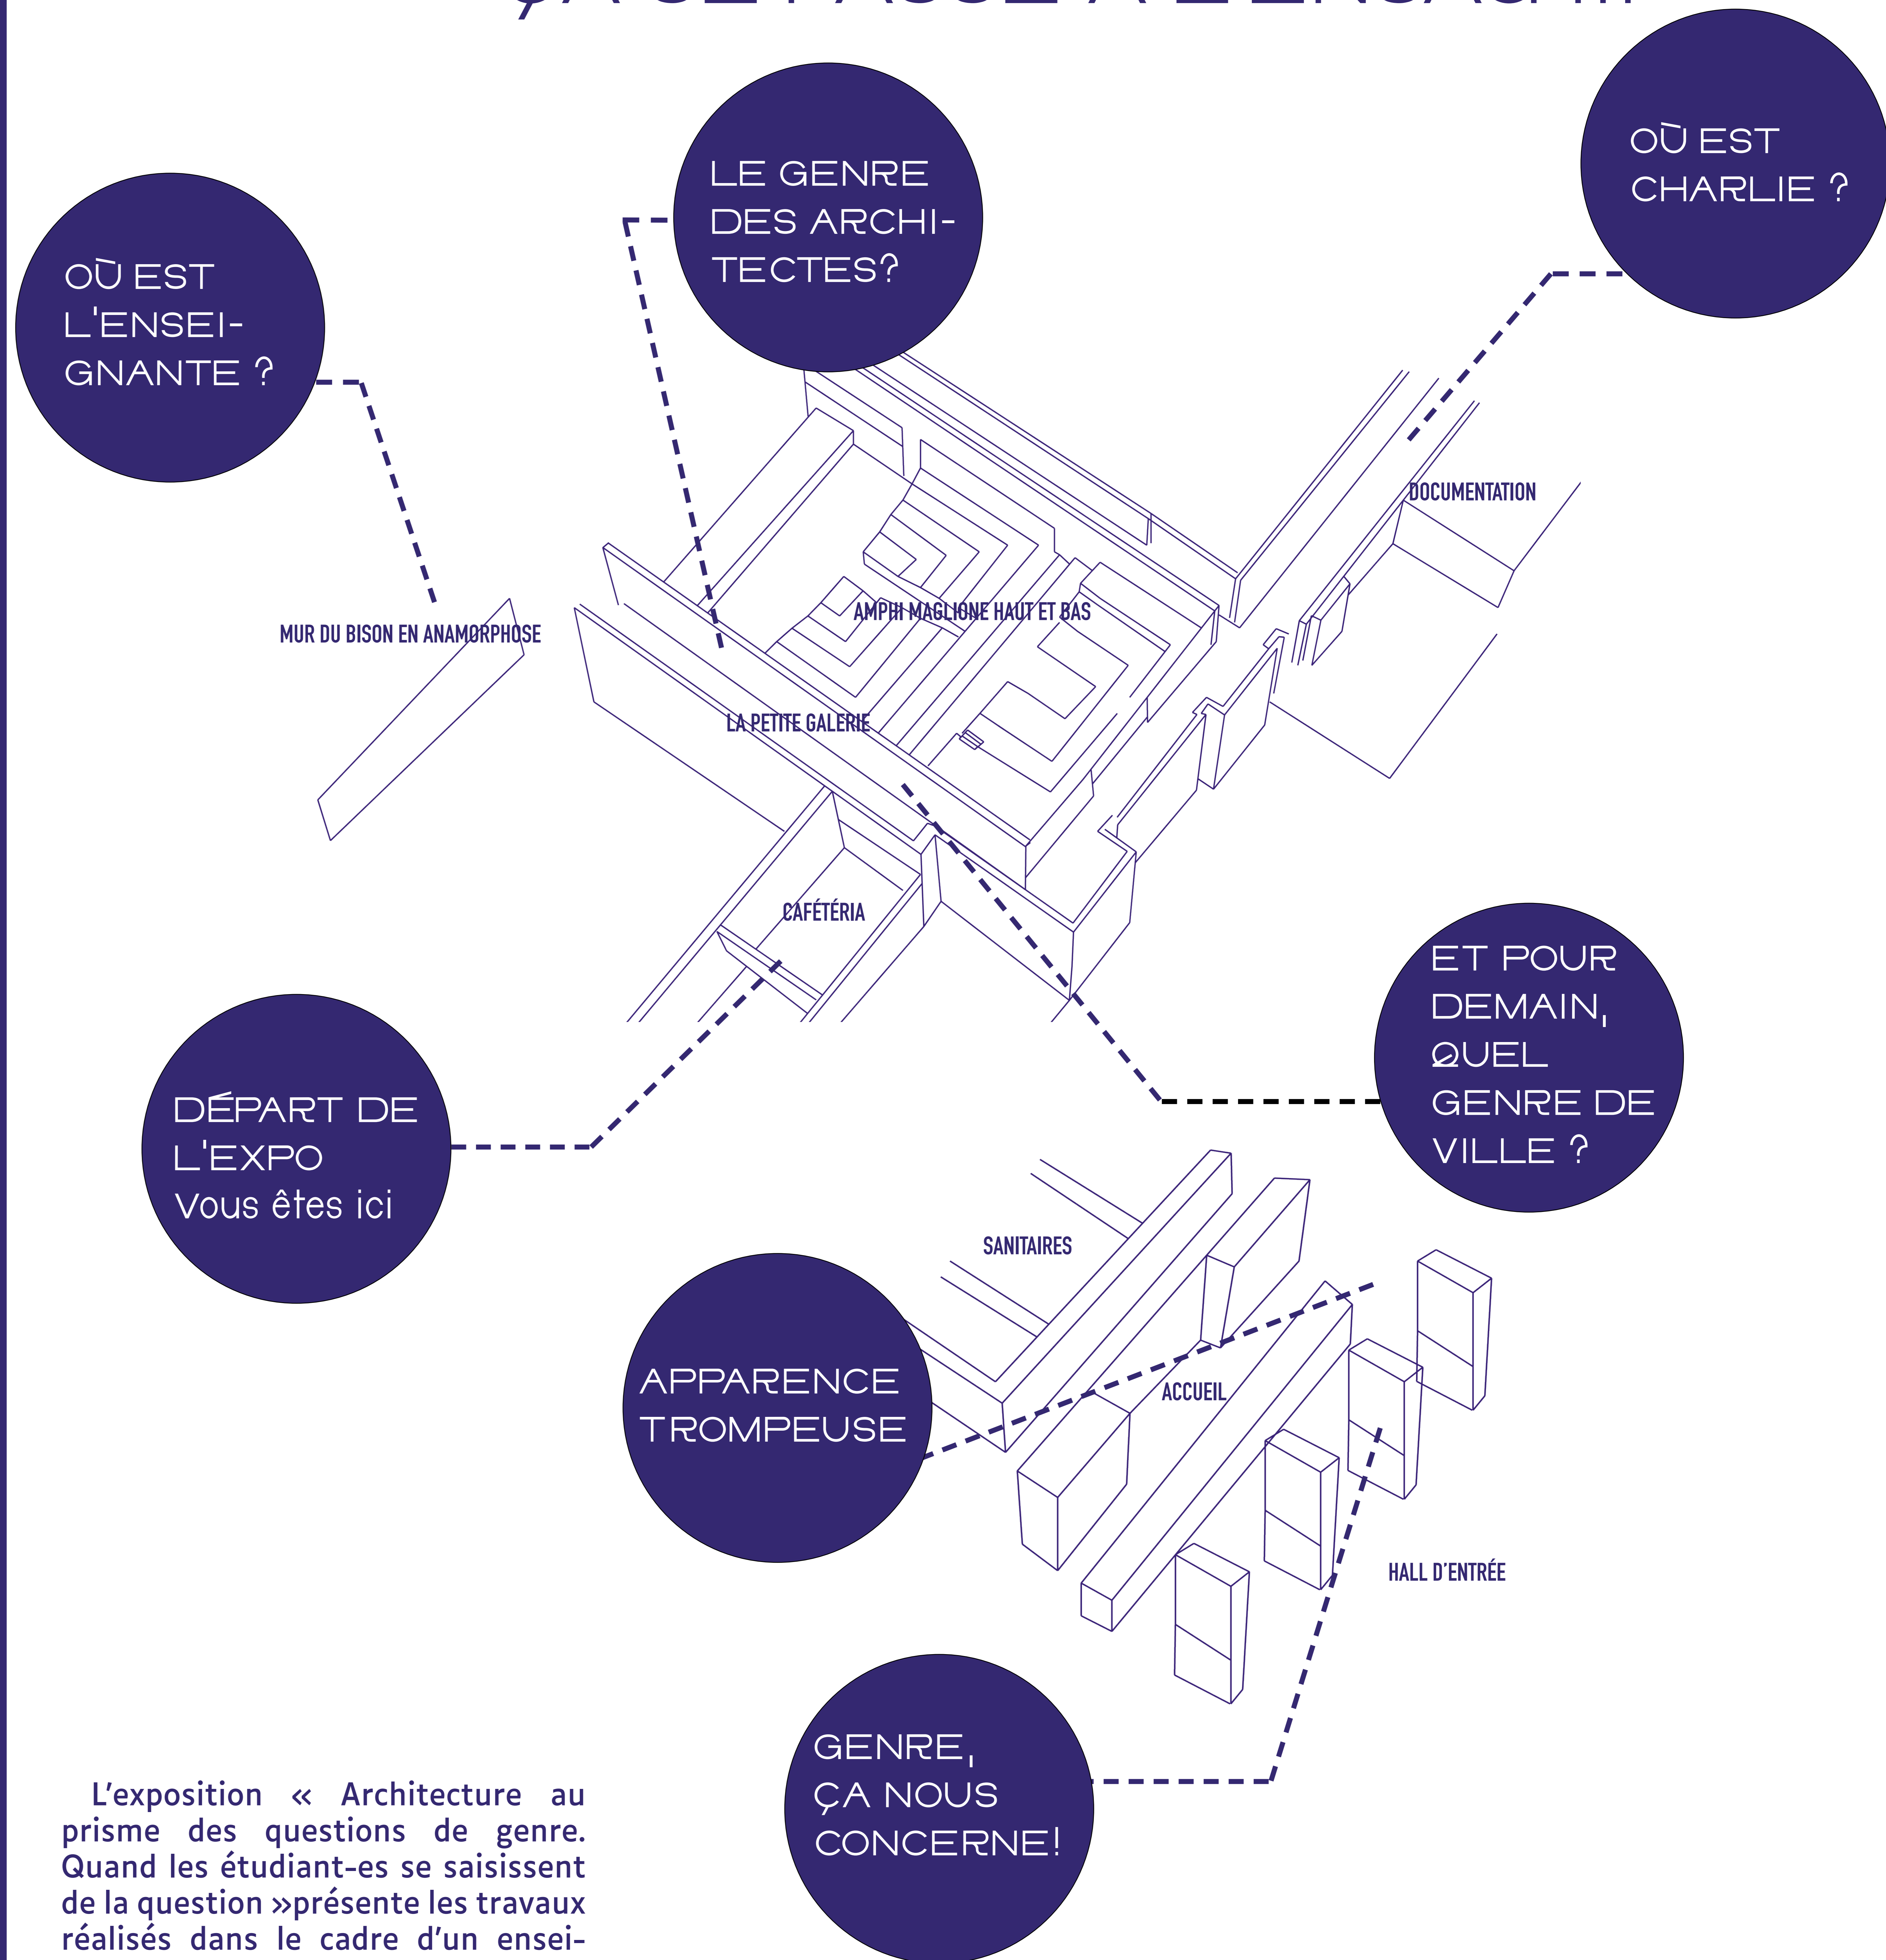 LE GENRE
DES ARCHI-
TECTES?
OÙ EST
CHARLIE ?
OÙ EST
L'ENSEI-
GNANTE ?
DOCUMENTATION
AMPHI MAGLIONE HAUT ET BAS
MUR DU BISON EN ANAMORPHOSE
LA PETITE GALERIE
CAFÉTÉRIA
ET POUR
DEMAIN,
QUEL
GENRE DE
VILLE ?
DÉPART DE
L'EXPO
Vous êtes ici
SANITAIRES
APPARENCE
TROMPEUSE
ACCUEIL
HALL D'ENTRÉE
GENRE,
ÇA NOUS
CONCERNE!
L'exposition « Architecture au
prisme des questions de genre.
Quand les étudiant-es se saisissent
de la question »présente les travaux
réalisés dans le cadre d'un ensei-